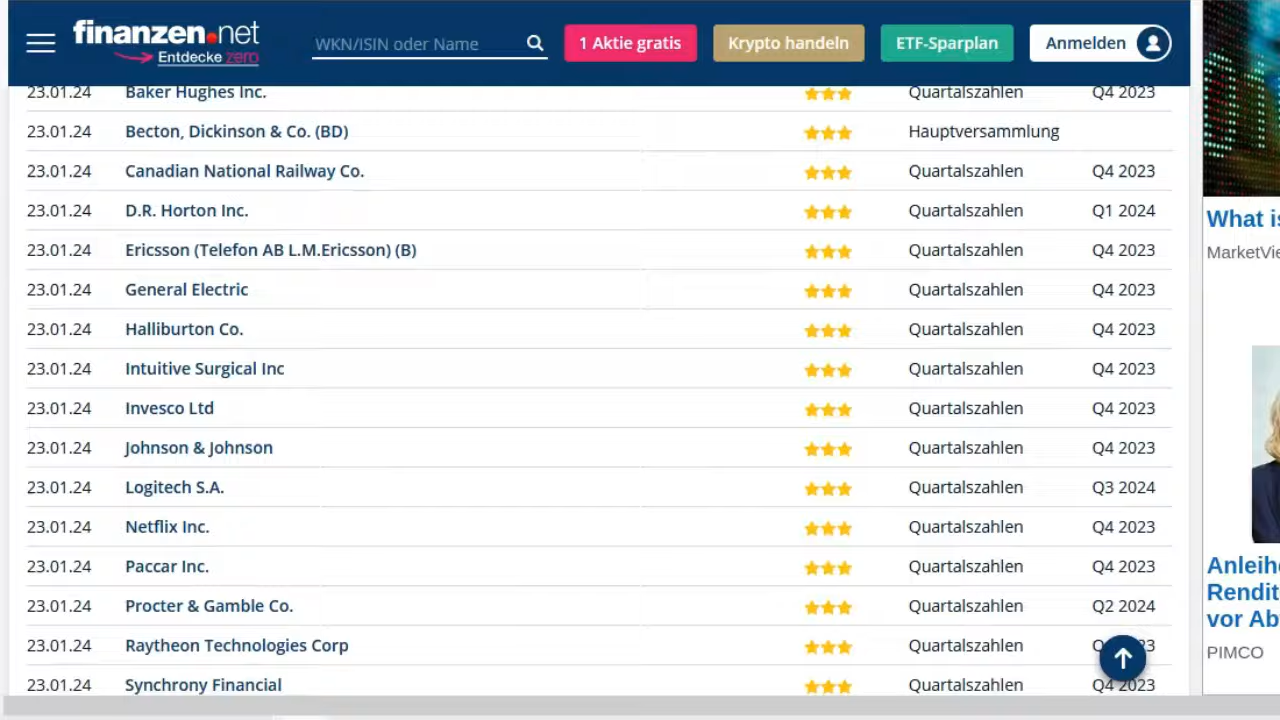 finanzen.net
Entdecke zero
WKN/ISIN oder Name
1 Aktie gratis
Krypto handeln
ETF-Sparplan
Anmelden
23.01.24 Baker Hughes Inc. Quartalszahlen Q4 2023
23.01.24 Becton, Dickinson & Co. (BD) Hauptversammlung
23.01.24 Canadian National Railway Co. Quartalszahlen Q4 2023
23.01.24 D.R. Horton Inc. Quartalszahlen Q1 2024
23.01.24 Ericsson (Telefon AB L.M.Ericsson) (B) Quartalszahlen Q4 2023
23.01.24 General Electric Quartalszahlen Q4 2023
23.01.24 Halliburton Co. Quartalszahlen Q4 2023
23.01.24 Intuitive Surgical Inc Quartalszahlen Q4 2023
23.01.24 Invesco Ltd Quartalszahlen Q4 2023
23.01.24 Johnson & Johnson Quartalszahlen Q4 2023
23.01.24 Logitech S.A. Quartalszahlen Q3 2024
23.01.24 Netflix Inc. Quartalszahlen Q4 2023
23.01.24 Paccar Inc. Quartalszahlen Q4 2023
23.01.24 Procter & Gamble Co. Quartalszahlen Q2 2024
23.01.24 Raytheon Technologies Corp Quartalszahlen
23.01.24 Synchrony Financial Quartalszahlen Q4 2023
What is
MarketVie
Anleihe
Rendit
vor Ab
PIMCO